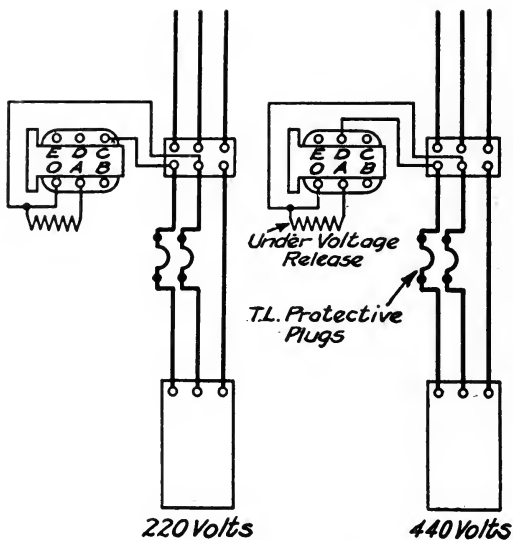 E D C
O A B
E D C
O A B
Under Voltage
Release
T.L. Protective
Plugs
220 Volts
440 Volts